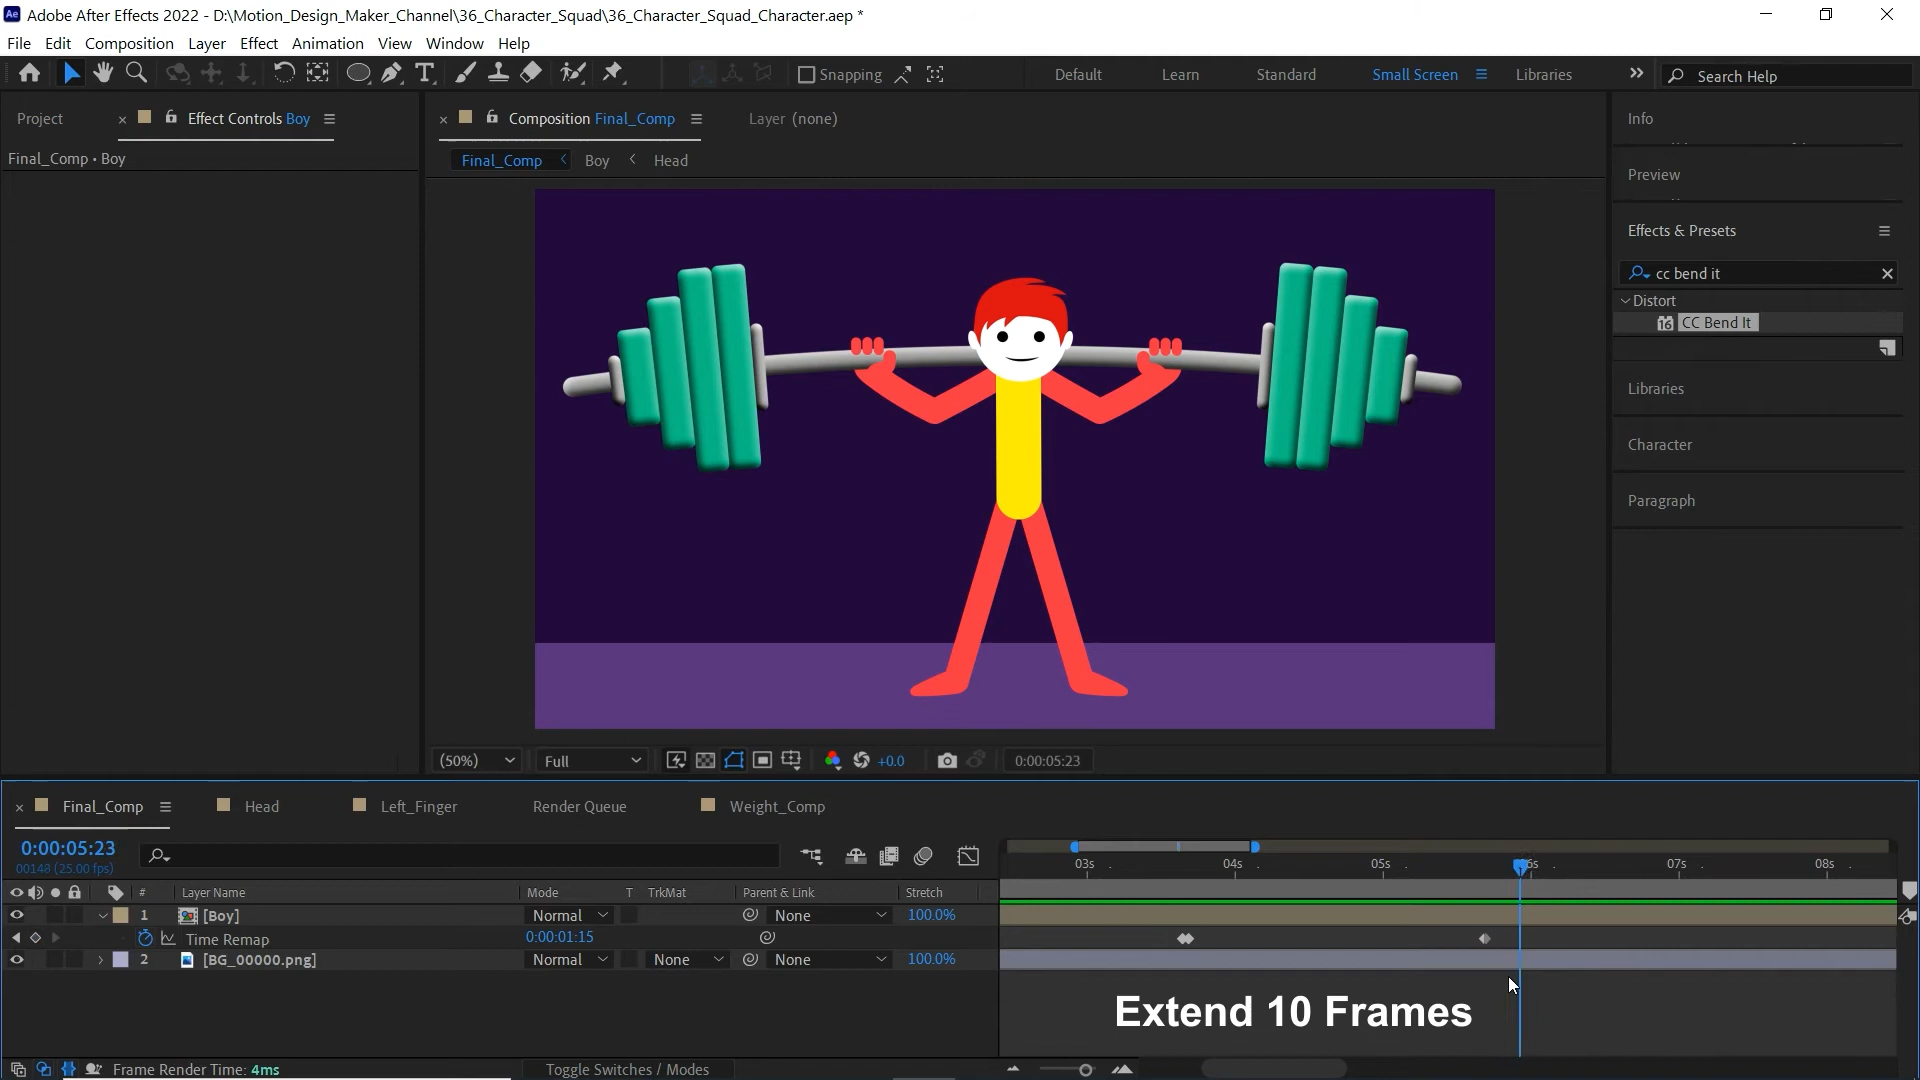 Adobe After Effects 2022 - D:\Motion_Design_Maker_Channel\36_Character_Squad\36_Character_Squad_Character.aep *
File Edit Composition Layer Effect Animation View Window Help
Snapping Default Learn Standard Small Screen Libraries Search Help
Project Effect Controls Boy Composition Final_Comp Layer (none) Info
Final_Comp • Boy
Final_Comp Boy Head
Preview
Effects & Presets
cc bend it
Distort
CC Bend It
Libraries
Character
Paragraph
(50%) Full +0.0 0:00:05:23
Final_Comp Head Left_Finger Render Queue Weight_Comp
0:00:05:23
00148 (25.00 fps)
03s 04s 05s 06s 07s 08s
# Layer Name Mode T TrkMat Parent & Link Stretch
1 [Boy] Normal None 100.0%
Time Remap 0:00:01:15
2 [BG_00000.png] Normal None None 100.0%
Extend 10 Frames
Frame Render Time: 4ms Toggle Switches / Modes